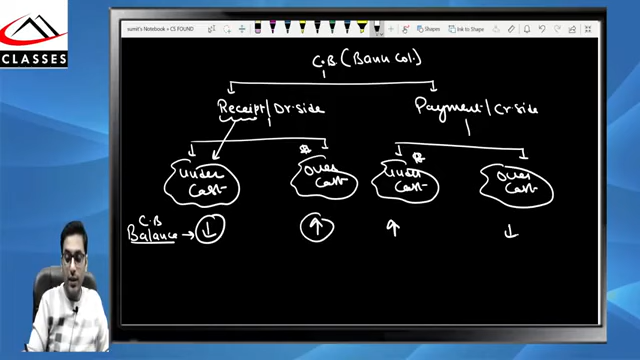 sumit's Notebook » CS FOUND
Shapes
Ink to Shape
CLASSES
C.B (Bank Col.)
Receipt/Dr. side
Payment/Cr. side
Under Cast
Over Cast
Under Cast
Over Cast
C.B
Balance → ↓ ↑ ↑ ↓